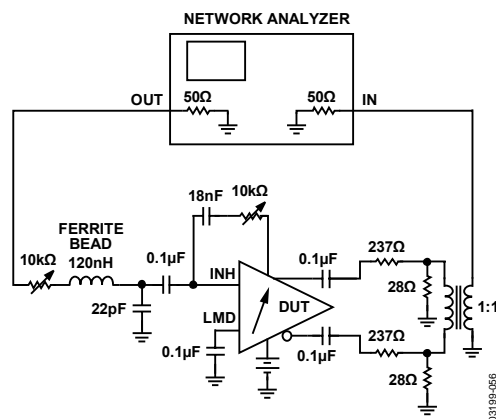 NETWORK ANALYZER
OUT
50Ω
50Ω
IN
18nF
10kΩ
FERRITE
BEAD
120nH
10kΩ
0.1µF
INH
22pF
LMD
0.1µF
DUT
0.1µF
237Ω
28Ω
1:1
237Ω
0.1µF
28Ω
03199-056